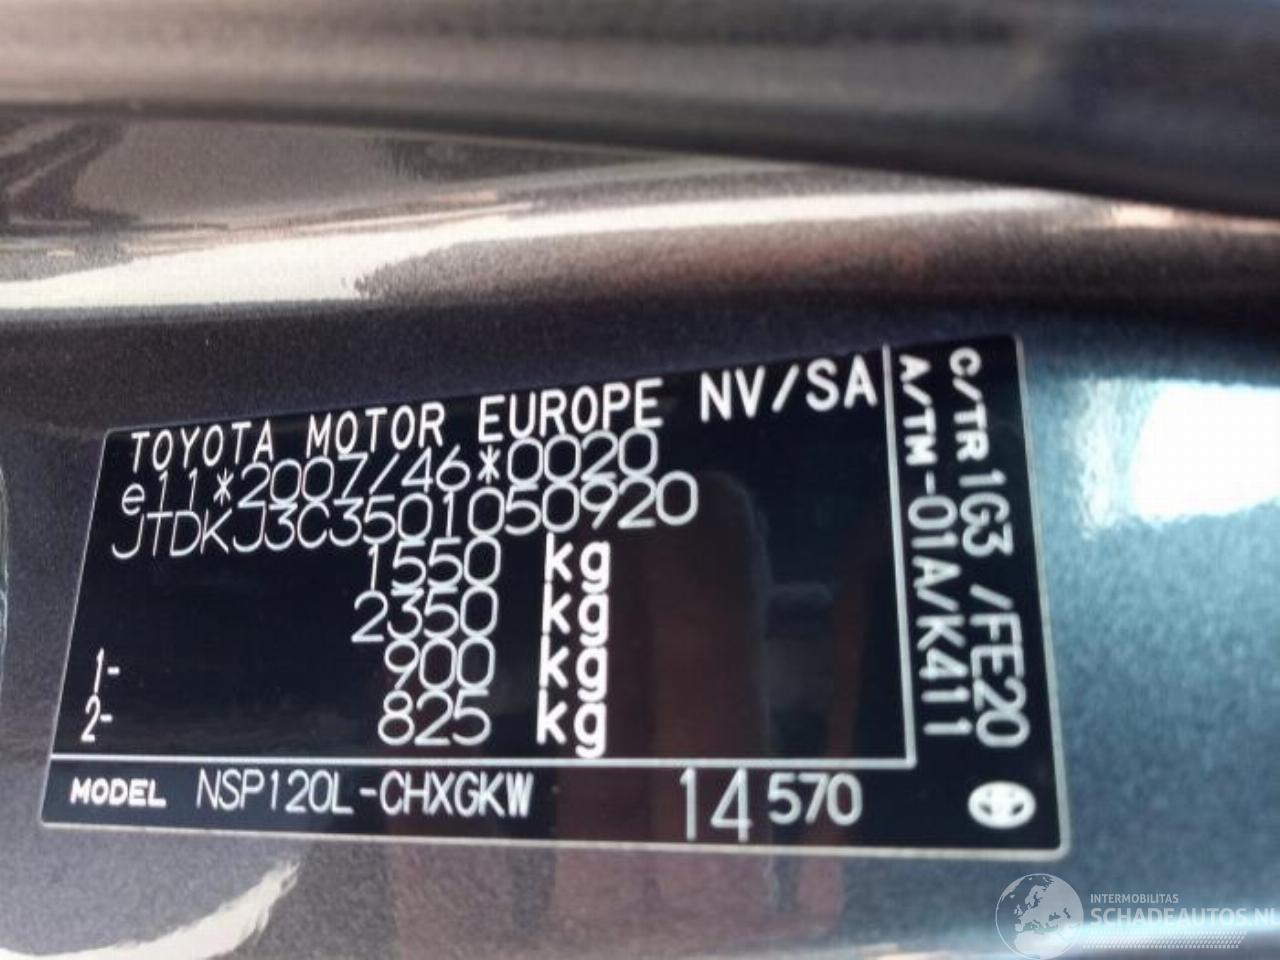 TOYOTA MOTOR EUROPE NV/SA
e11*2007/46*0020
JTDKJ3C3501050920
1550 kg
2350 kg
1- 900 kg
2- 825 kg
MODEL NSP120L-CHXGKW 14 570
C/TR 1G3 /FE20
A/TM -01A/K411
INTERMOBILITAS
SCHADEAUTOS.NL